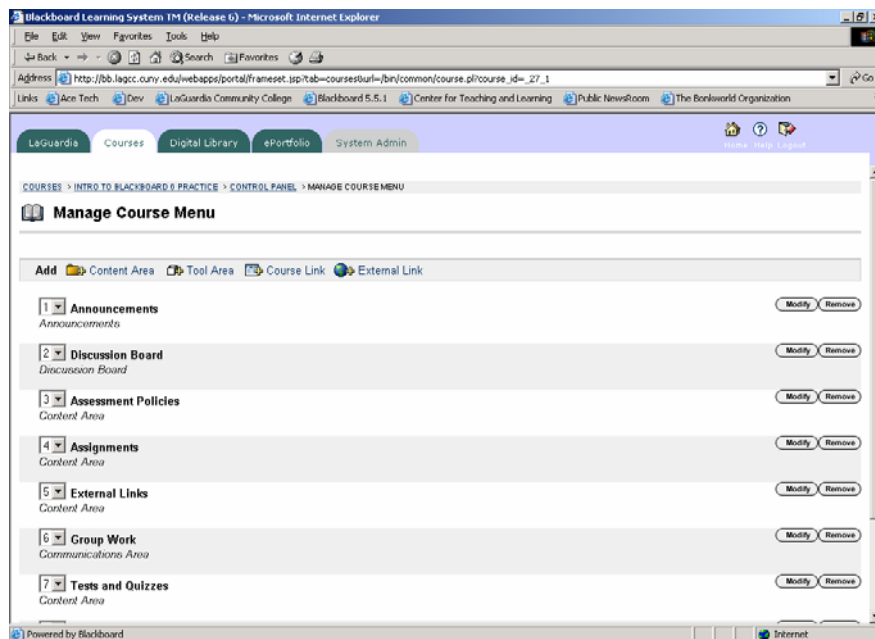 Blackboard Learning System TM (Release 6) - Microsoft Internet Explorer
File Edit View Favorites Tools Help
Back Search Favorites
Address http://bb.lagcc.cuny.edu/webapps/portal/frameset.jsp?tab=courses&url=/bin/common/course.pl?course_id=_27_1 Go
Links Ace Tech Dev LaGuardia Community College Blackboard 5.5.1 Center for Teaching and Learning Public NewsRoom The Bonkworld Organization
LaGuardia Courses Digital Library ePortfolio System Admin
Home Help Logout
COURSES > INTRO TO BLACKBOARD 6 PRACTICE > CONTROL PANEL > MANAGE COURSE MENU
Manage Course Menu
Add Content Area Tool Area Course Link External Link
1 Announcements Modify Remove
Announcements
2 Discussion Board Modify Remove
Discussion Board
3 Assessment Policies Modify Remove
Content Area
4 Assignments Modify Remove
Content Area
5 External Links Modify Remove
Content Area
6 Group Work Modify Remove
Communications Area
7 Tests and Quizzes Modify Remove
Content Area
Powered by Blackboard Internet